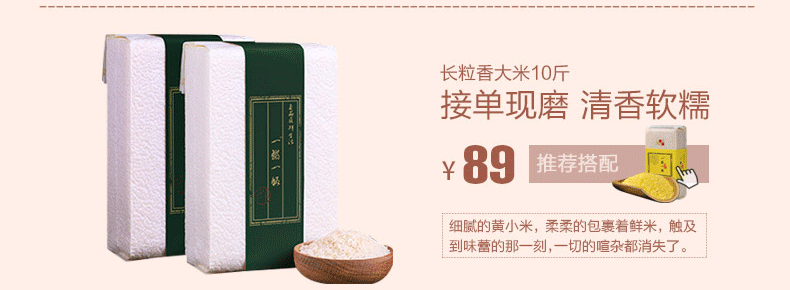 长粒香大米10斤
接单现磨 清香软糯
¥ 89 推荐搭配
细腻的黄小米，柔柔的包裹着鲜米，触及
到味蕾的那一刻，一切的喧杂都消失了。
一粥一饭